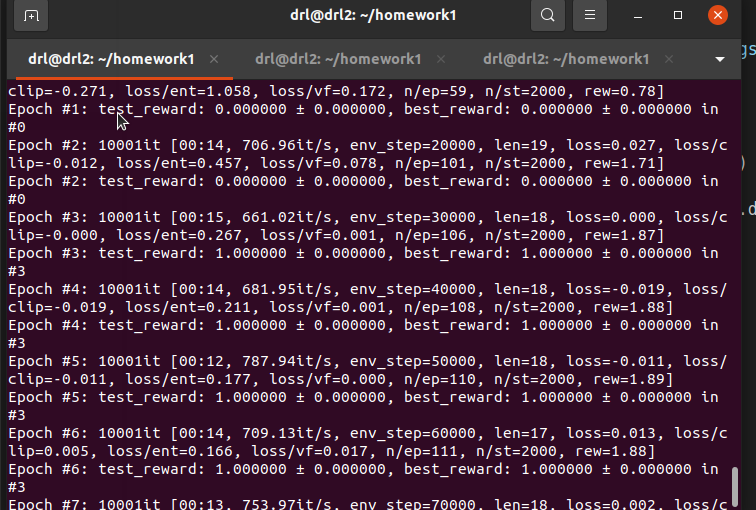 drl@drl2: ~/homework1
drl@drl2: ~/homework1 × drl@drl2: ~/homework1 × drl@drl2: ~/homework1 ×
clip=-0.271, loss/ent=1.058, loss/vf=0.172, n/ep=59, n/st=2000, rew=0.78]
Epoch #1: test_reward: 0.000000 ± 0.000000, best_reward: 0.000000 ± 0.000000 in
#0
Epoch #2: 10001it [00:14, 706.96it/s, env_step=20000, len=19, loss=0.027, loss/c
lip=-0.012, loss/ent=0.457, loss/vf=0.078, n/ep=101, n/st=2000, rew=1.71]
Epoch #2: test_reward: 0.000000 ± 0.000000, best_reward: 0.000000 ± 0.000000 in
#0
Epoch #3: 10001it [00:15, 661.02it/s, env_step=30000, len=18, loss=0.000, loss/c
lip=-0.000, loss/ent=0.267, loss/vf=0.001, n/ep=106, n/st=2000, rew=1.87]
Epoch #3: test_reward: 1.000000 ± 0.000000, best_reward: 1.000000 ± 0.000000 in
#3
Epoch #4: 10001it [00:14, 681.95it/s, env_step=40000, len=18, loss=-0.019, loss/
clip=-0.019, loss/ent=0.211, loss/vf=0.001, n/ep=108, n/st=2000, rew=1.88]
Epoch #4: test_reward: 1.000000 ± 0.000000, best_reward: 1.000000 ± 0.000000 in
#3
Epoch #5: 10001it [00:12, 787.94it/s, env_step=50000, len=18, loss=-0.011, loss/
clip=-0.011, loss/ent=0.177, loss/vf=0.000, n/ep=110, n/st=2000, rew=1.89]
Epoch #5: test_reward: 1.000000 ± 0.000000, best_reward: 1.000000 ± 0.000000 in
#3
Epoch #6: 10001it [00:14, 709.13it/s, env_step=60000, len=17, loss=0.013, loss/c
lip=0.005, loss/ent=0.166, loss/vf=0.017, n/ep=111, n/st=2000, rew=1.88]
Epoch #6: test_reward: 1.000000 ± 0.000000, best_reward: 1.000000 ± 0.000000 in
#3
Epoch #7: 10001it [00:13, 753.97it/s, env_step=70000, len=18, loss=0.002, loss/c
gs
)
.d